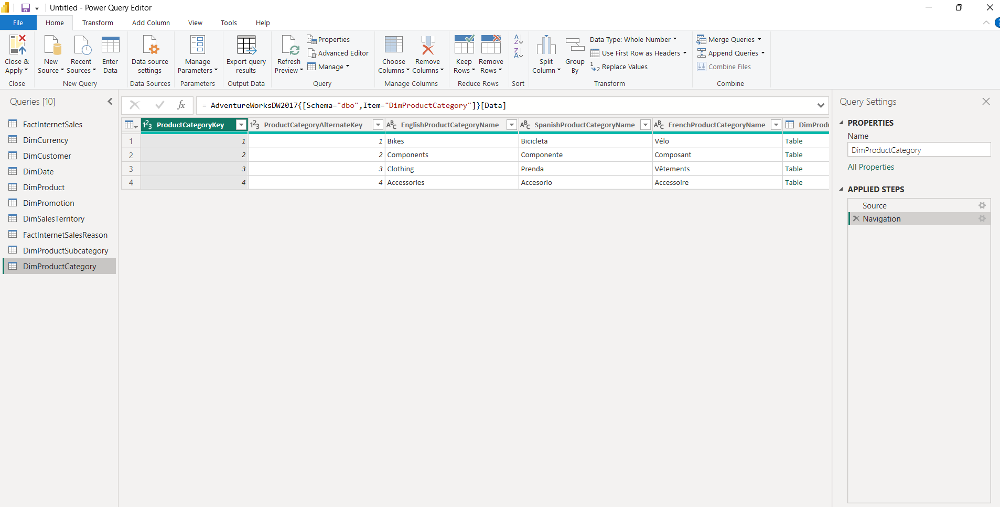 Untitled - Power Query Editor
File
Home
Transform
Add Column
View
Tools
Help
Close & Apply
Close
New Source
Recent Sources
Enter Data
New Query
Data source settings
Data Sources
Manage Parameters
Parameters
Export query results
Output Data
Refresh Preview
Properties
Advanced Editor
Manage
Query
Choose Columns
Remove Columns
Manage Columns
Keep Rows
Remove Rows
Reduce Rows
Sort
Split Column
Group By
Data Type: Whole Number
Use First Row as Headers
Replace Values
Transform
Merge Queries
Append Queries
Combine Files
Combine
Queries [10]
FactInternetSales
DimCurrency
DimCustomer
DimDate
DimProduct
DimPromotion
DimSalesTerritory
FactInternetSalesReason
DimProductSubcategory
DimProductCategory
fx
= AdventureWorksDW2017{[Schema="dbo",Item="DimProductCategory"]}[Data]
ProductCategoryKey ProductCategoryAlternateKey EnglishProductCategoryName SpanishProductCategoryName FrenchProductCategoryName DimProdu
1 1 1 Bikes Bicicleta Vélo Table
2 2 2 Components Componente Composant Table
3 3 3 Clothing Prenda Vêtements Table
4 4 4 Accessories Accesorio Accessoire Table
Query Settings
PROPERTIES
Name
DimProductCategory
All Properties
APPLIED STEPS
Source
Navigation